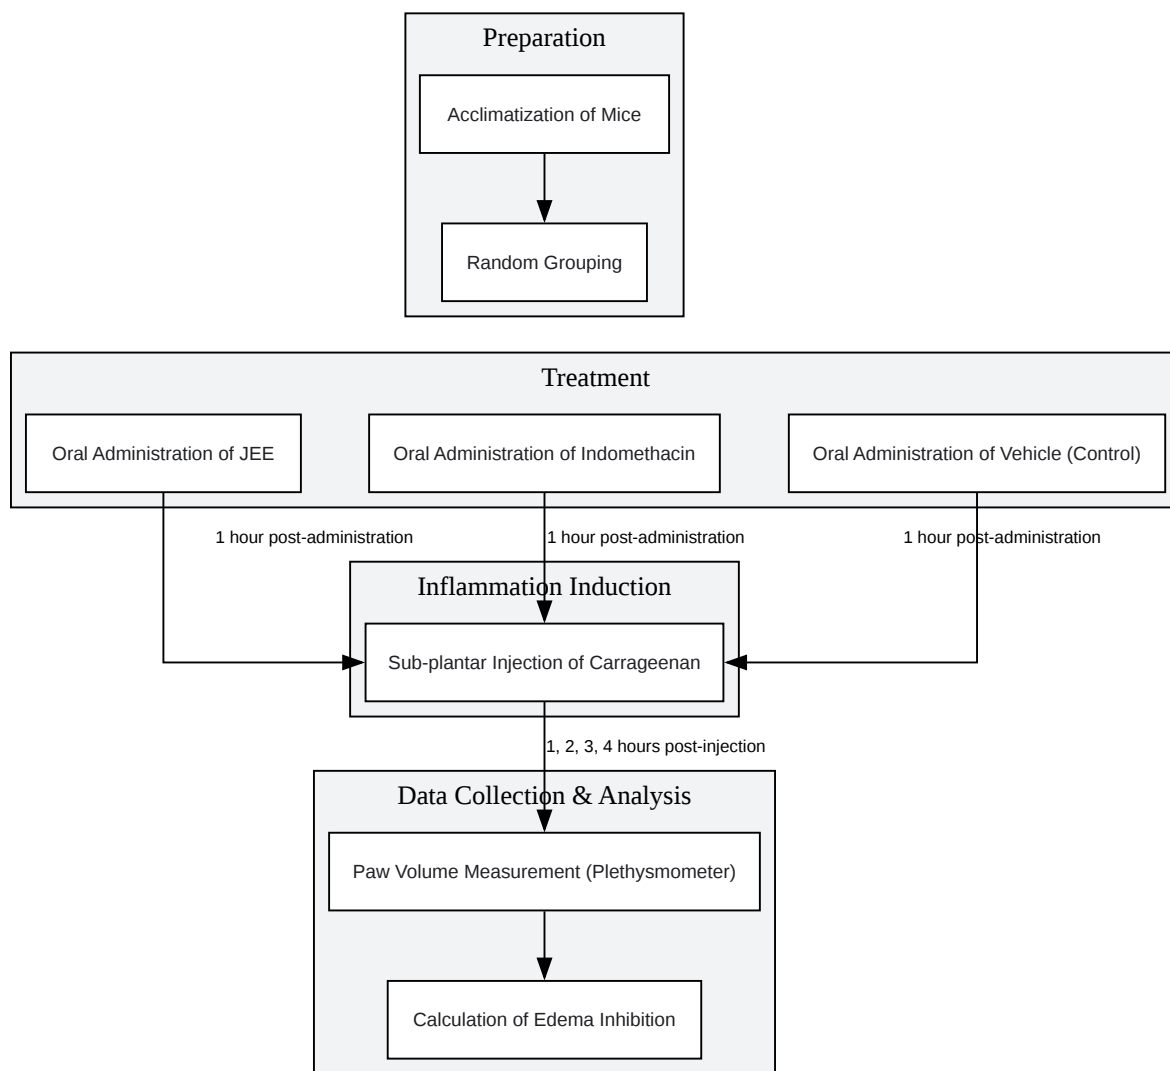 Preparation
Acclimatization of Mice
Random Grouping
Treatment
Oral Administration of JEE
Oral Administration of Indomethacin
Oral Administration of Vehicle (Control)
1 hour post-administration
1 hour post-administration
1 hour post-administration
Inflammation Induction
Sub-plantar Injection of Carrageenan
1, 2, 3, 4 hours post-injection
Data Collection & Analysis
Paw Volume Measurement (Plethysmometer)
Calculation of Edema Inhibition